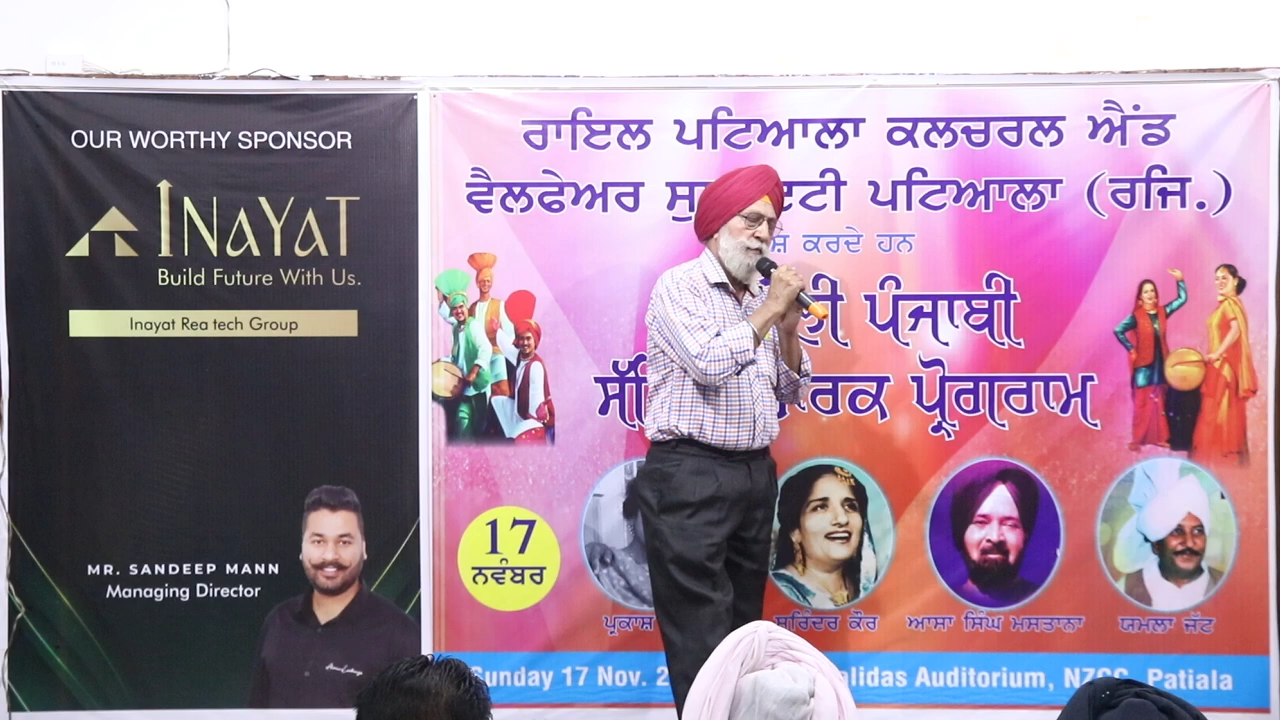 OUR WORTHY SPONSOR
INAYAT
Build Future With Us.
Inayat Rea tech Group
MR. SANDEEP MANN
Managing Director
ਰਾਇਲ ਪਟਿਆਲਾ ਕਲਚਰਲ ਐਂਡ
ਵੈਲਫੇਅਰ ਪਟਿਆਲਾ (ਰਜਿ.)
ਕਰਦੇ ਹਨ
ਪੰਜਾਬੀ
ਪ੍ਰੋਗਰਾਮ
17
ਨਵੰਬਰ
ਪ੍ਰਕਾਸ਼
ਸੁਰਿੰਦਰ ਕੌਰ
ਆਸਾ ਸਿੰਘ ਮਸਤਾਨਾ
ਯਮਲਾ ਜੱਟ
Sunday 17 Nov. Auditorium, NZCC, Patiala